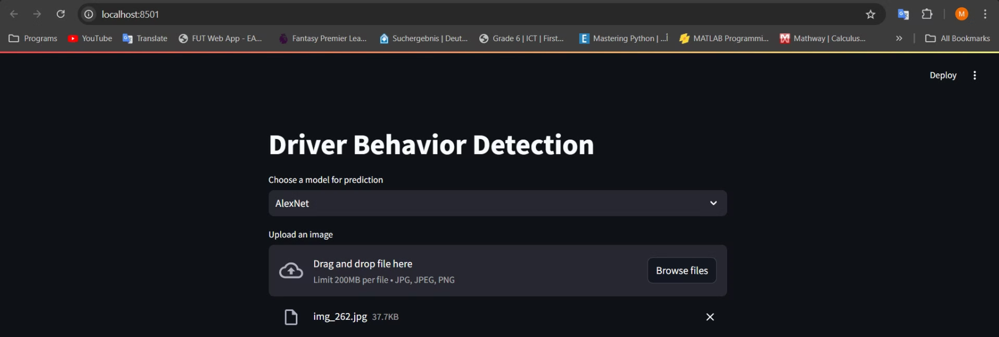 localhost:8501
M
Programs YouTube Translate FUT Web App - EA... Fantasy Premier Lea... Suchergebnis | Deut... Grade 6 | ICT | First... Mastering Python | ...أ MATLAB Programmi... Mathway | Calculus... » All Bookmarks
Deploy
Driver Behavior Detection
Choose a model for prediction
AlexNet
Upload an image
Drag and drop file here
Limit 200MB per file • JPG, JPEG, PNG
Browse files
img_262.jpg 37.7KB